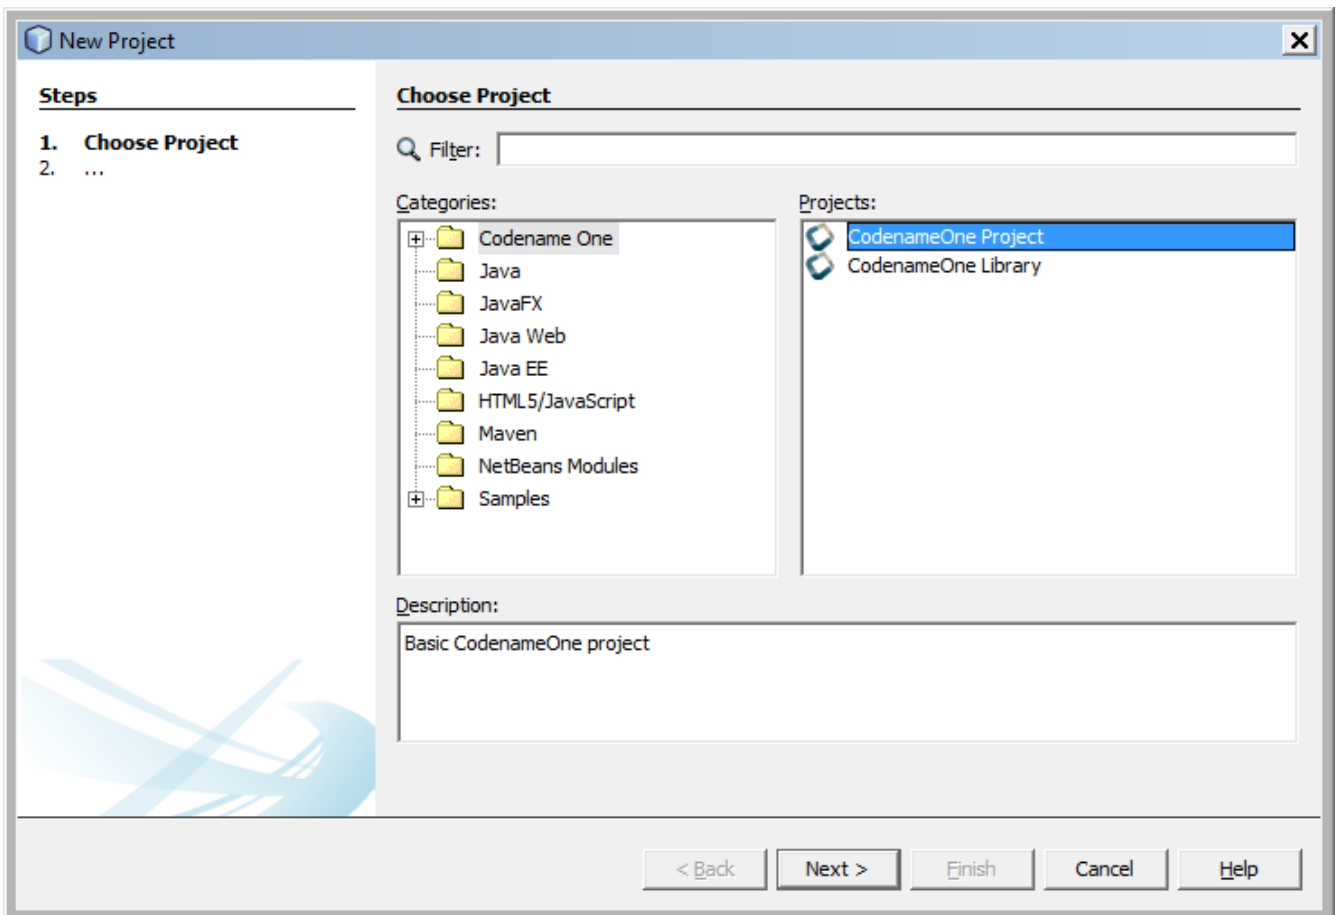 New Project
Steps
1. Choose Project
2. ...
Choose Project
Filter:
Categories:
Codename One
Java
JavaFX
Java Web
Java EE
HTML5/JavaScript
Maven
NetBeans Modules
Samples
Projects:
CodenameOne Project
CodenameOne Library
Description:
Basic CodenameOne project
< Back
Next >
Finish
Cancel
Help